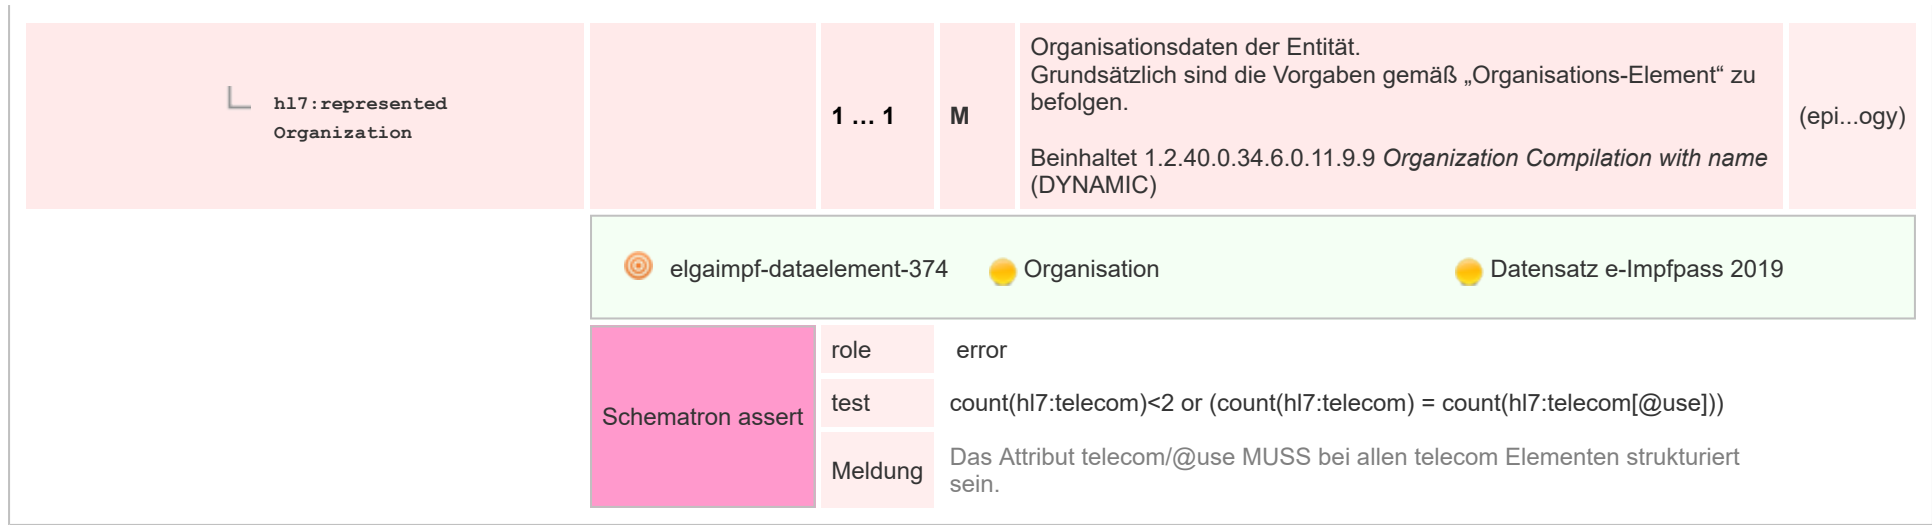 hl7:represented
Organization
1 … 1
M
Organisationsdaten der Entität.
Grundsätzlich sind die Vorgaben gemäß „Organisations-Element“ zu
befolgen.
Beinhaltet 1.2.40.0.34.6.0.11.9.9 Organization Compilation with name
(DYNAMIC)
(epi...ogy)
elgaimpf-dataelement-374 Organisation Datensatz e-Impfpass 2019
Schematron assert
role error
test count(hl7:telecom)<2 or (count(hl7:telecom) = count(hl7:telecom[@use]))
Meldung
Das Attribut telecom/@use MUSS bei allen telecom Elementen strukturiert
sein.